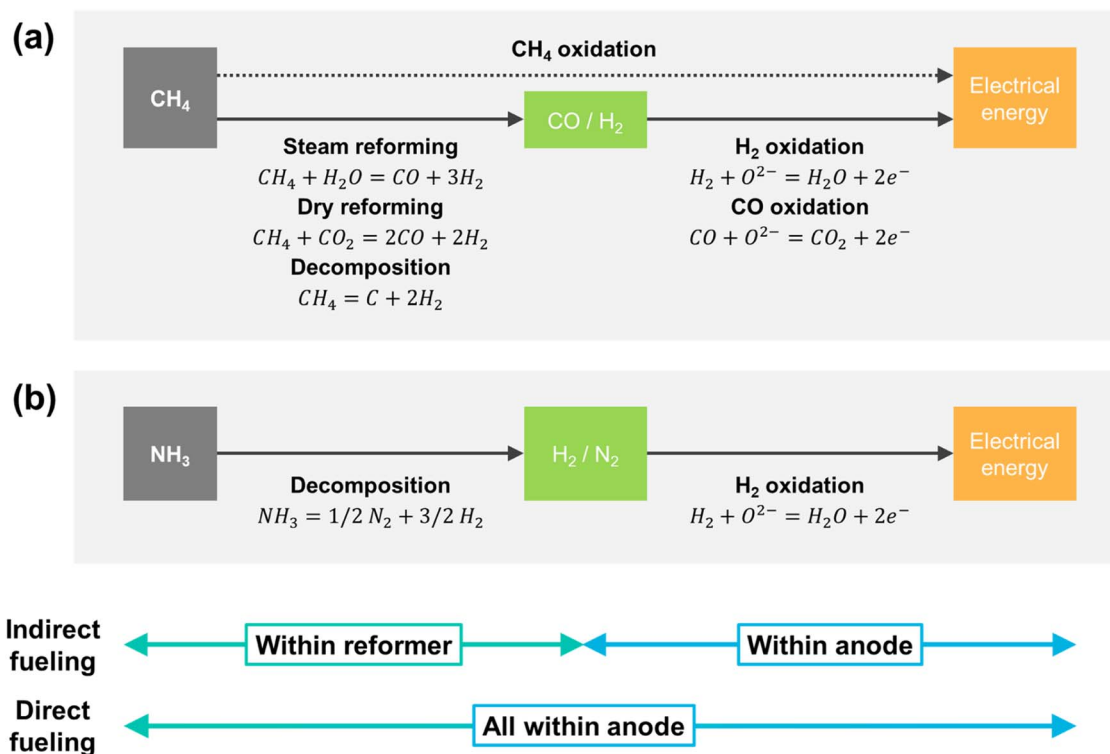 (a)
CH₄ oxidation
CH₄
CO / H₂
Electrical
energy
Steam reforming
CH₄ + H₂O = CO + 3H₂
Dry reforming
CH₄ + CO₂ = 2CO + 2H₂
Decomposition
CH₄ = C + 2H₂
H₂ oxidation
H₂ + O²⁻ = H₂O + 2e⁻
CO oxidation
CO + O²⁻ = CO₂ + 2e⁻
(b)
NH₃
H₂ / N₂
Electrical
energy
Decomposition
NH₃ = 1/2 N₂ + 3/2 H₂
H₂ oxidation
H₂ + O²⁻ = H₂O + 2e⁻
Indirect
fueling
Within reformer
Within anode
Direct
fueling
All within anode